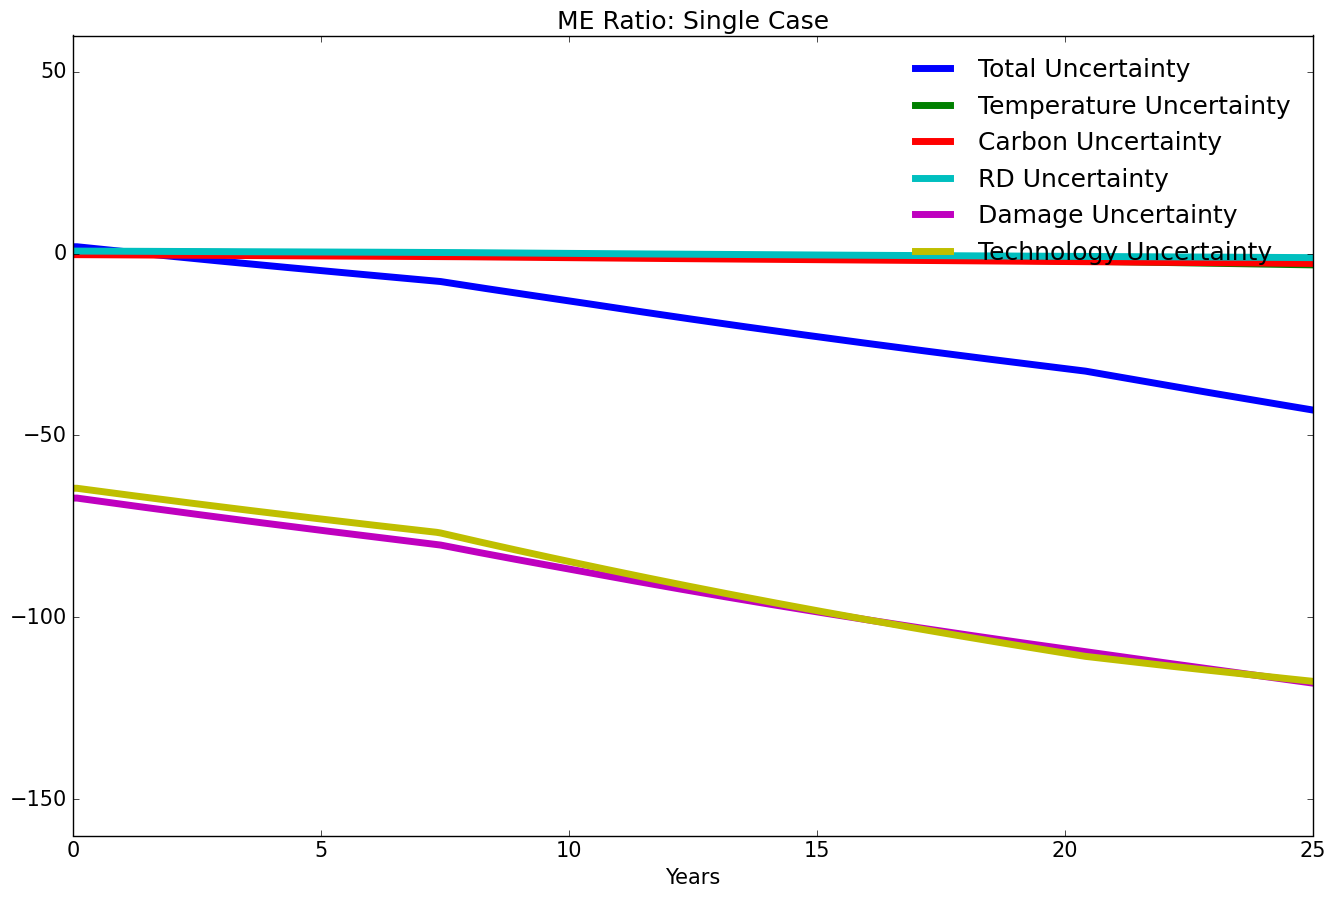 ME Ratio: Single Case
Total Uncertainty
Temperature Uncertainty
Carbon Uncertainty
RD Uncertainty
Damage Uncertainty
Technology Uncertainty
50
0
−50
−100
−150
0 5 10 15 20 25
Years